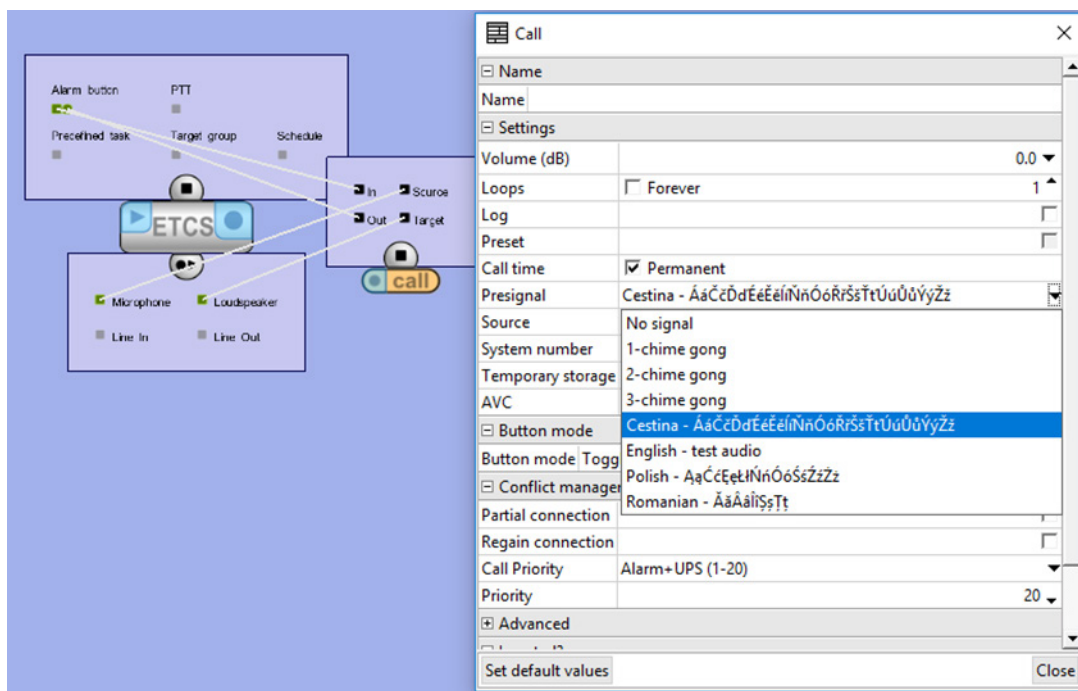 Alarm button PTT
Predefined task Target group Schedule
ETCS
In Source
Out Target
call
Microphone Loudspeaker
Line In Line Out
Call
Name
Name
Settings
Volume (dB) 0.0
Loops Forever 1
Log
Preset
Call time Permanent
Presignal Cestina - ÁáČčĎďÉéĚěÍíŇňÓóŘřŠšŤťÚúŮůÝýŽž
Source No signal
System number 1-chime gong
Temporary storage 2-chime gong
AVC 3-chime gong
Cestina - ÁáČčĎďÉéĚěÍíŇňÓóŘřŠšŤťÚúŮůÝýŽž
Button mode
English - test audio
Button mode Togg
Polish - ĄąĆćĘęŁłŃńÓóŚśŹźŻż
Conflict manager
Romanian - ĂăÂâÎîŞşŢţ
Partial connection
Regain connection
Call Priority Alarm+UPS (1-20)
Priority 20
Advanced
Set default values Close